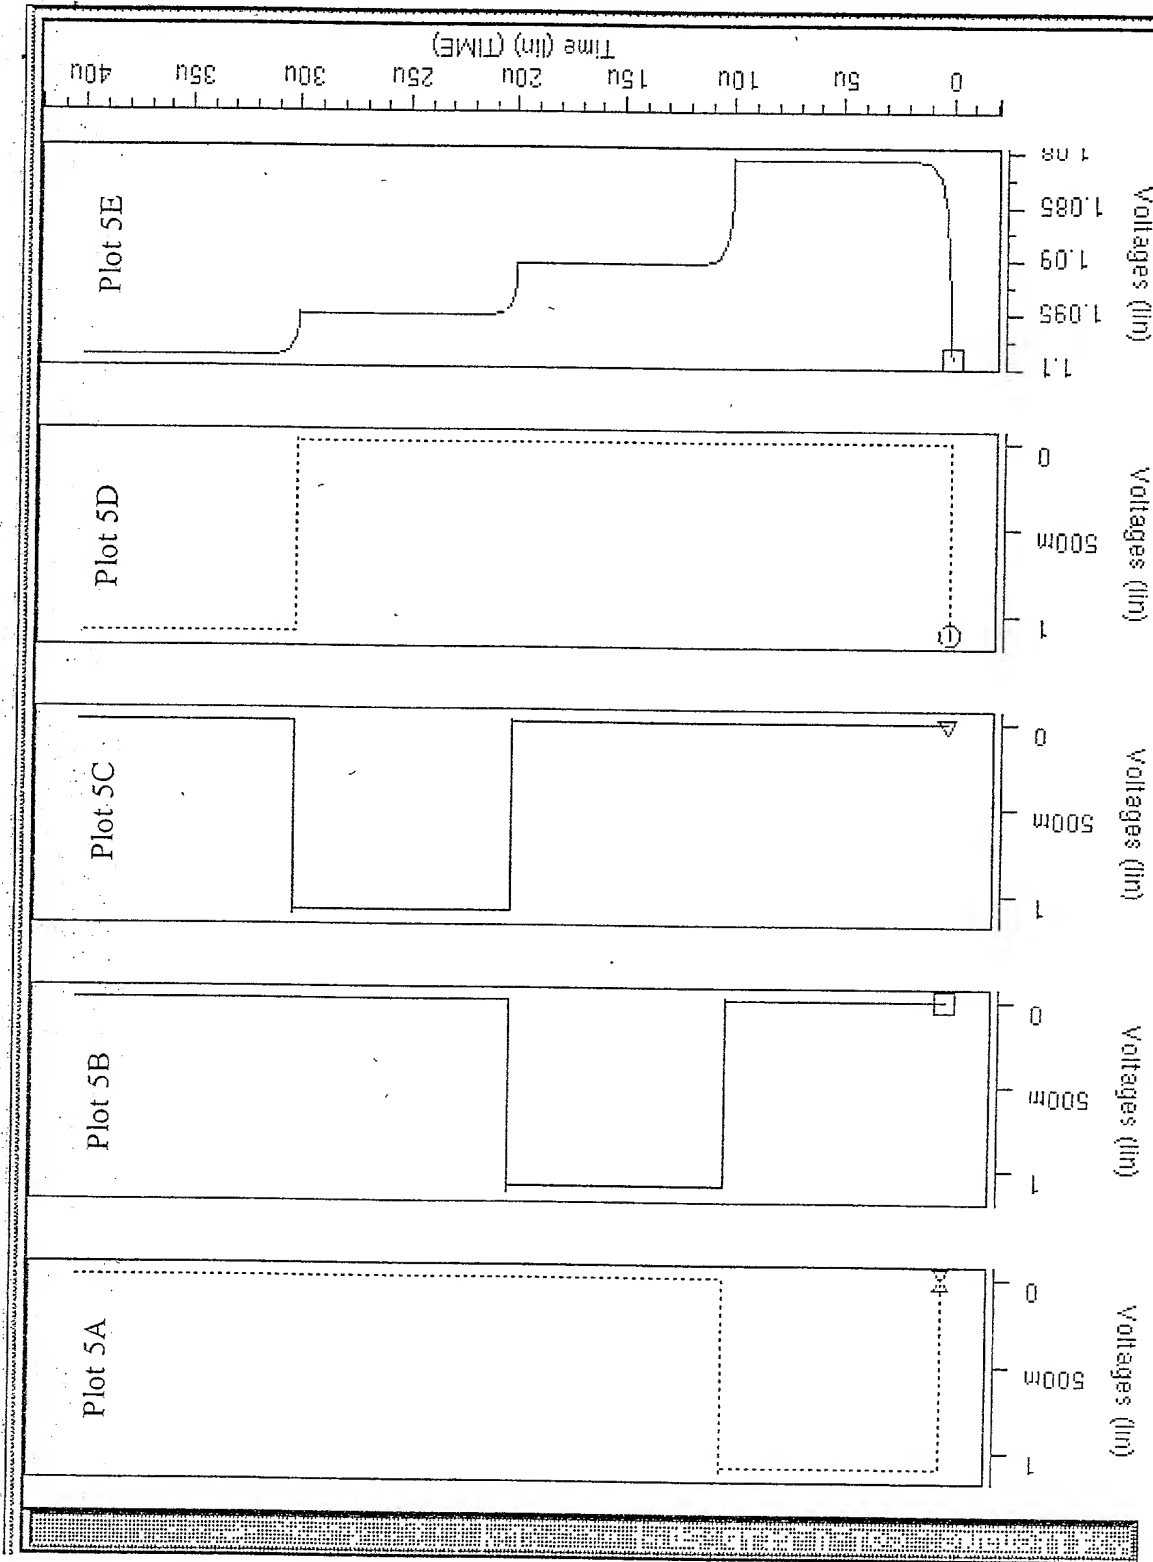 Time (lin) (TIME)
40u 35u 30u 25u 20u 15u 10u 5u 0
Plot 5E
1.08
1.085
1.09
1.095
1.1
Voltages (lin)
Plot 5D
0
500m
1
Voltages (lin)
Plot 5C
0
500m
1
Voltages (lin)
Plot 5B
0
500m
1
Voltages (lin)
Plot 5A
0
500m
1
Voltages (lin)